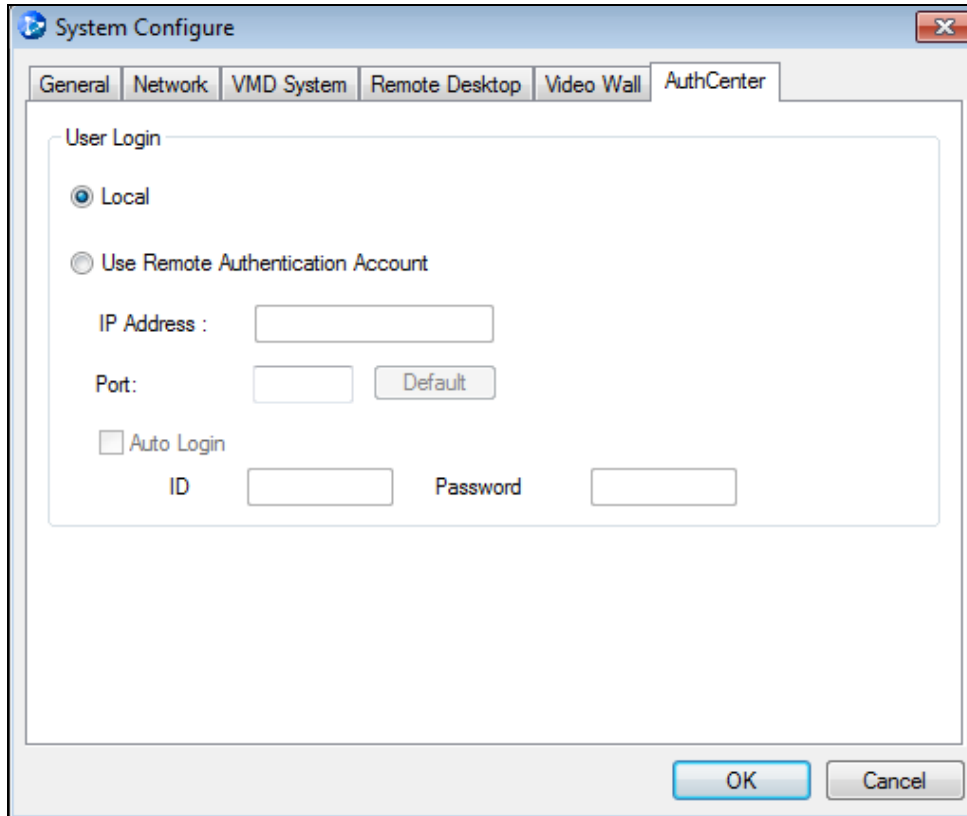 System Configure
General Network VMD System Remote Desktop Video Wall AuthCenter
User Login
Local
Use Remote Authentication Account
IP Address :
Port: Default
Auto Login
ID Password
OK Cancel